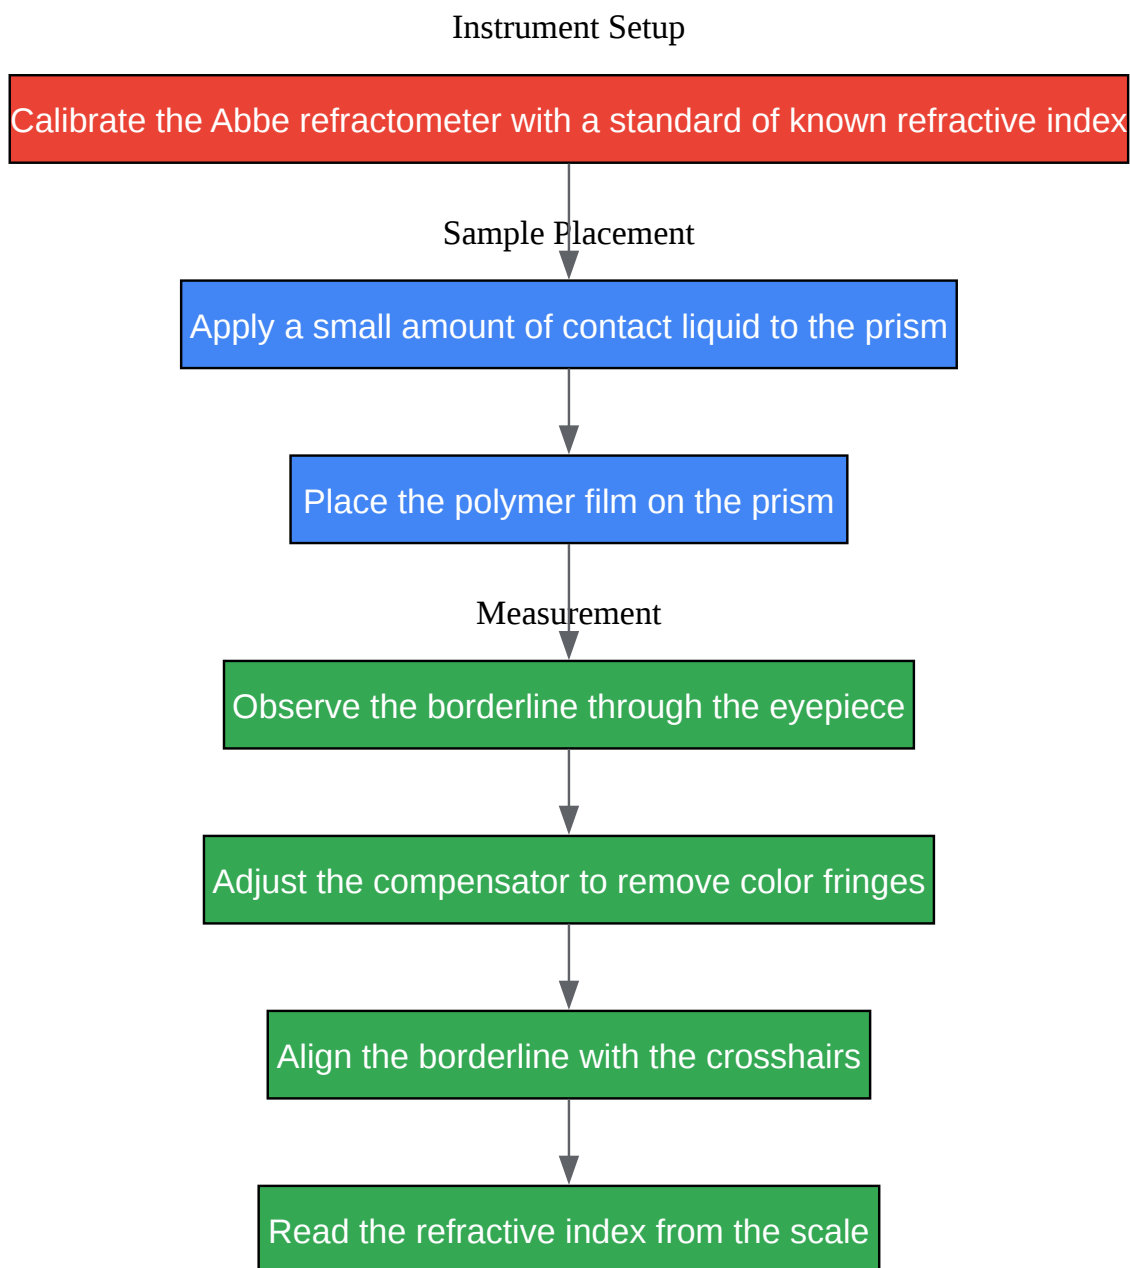 Instrument Setup
Calibrate the Abbe refractometer with a standard of known refractive index
Sample Placement
Apply a small amount of contact liquid to the prism
Place the polymer film on the prism
Measurement
Observe the borderline through the eyepiece
Adjust the compensator to remove color fringes
Align the borderline with the crosshairs
Read the refractive index from the scale